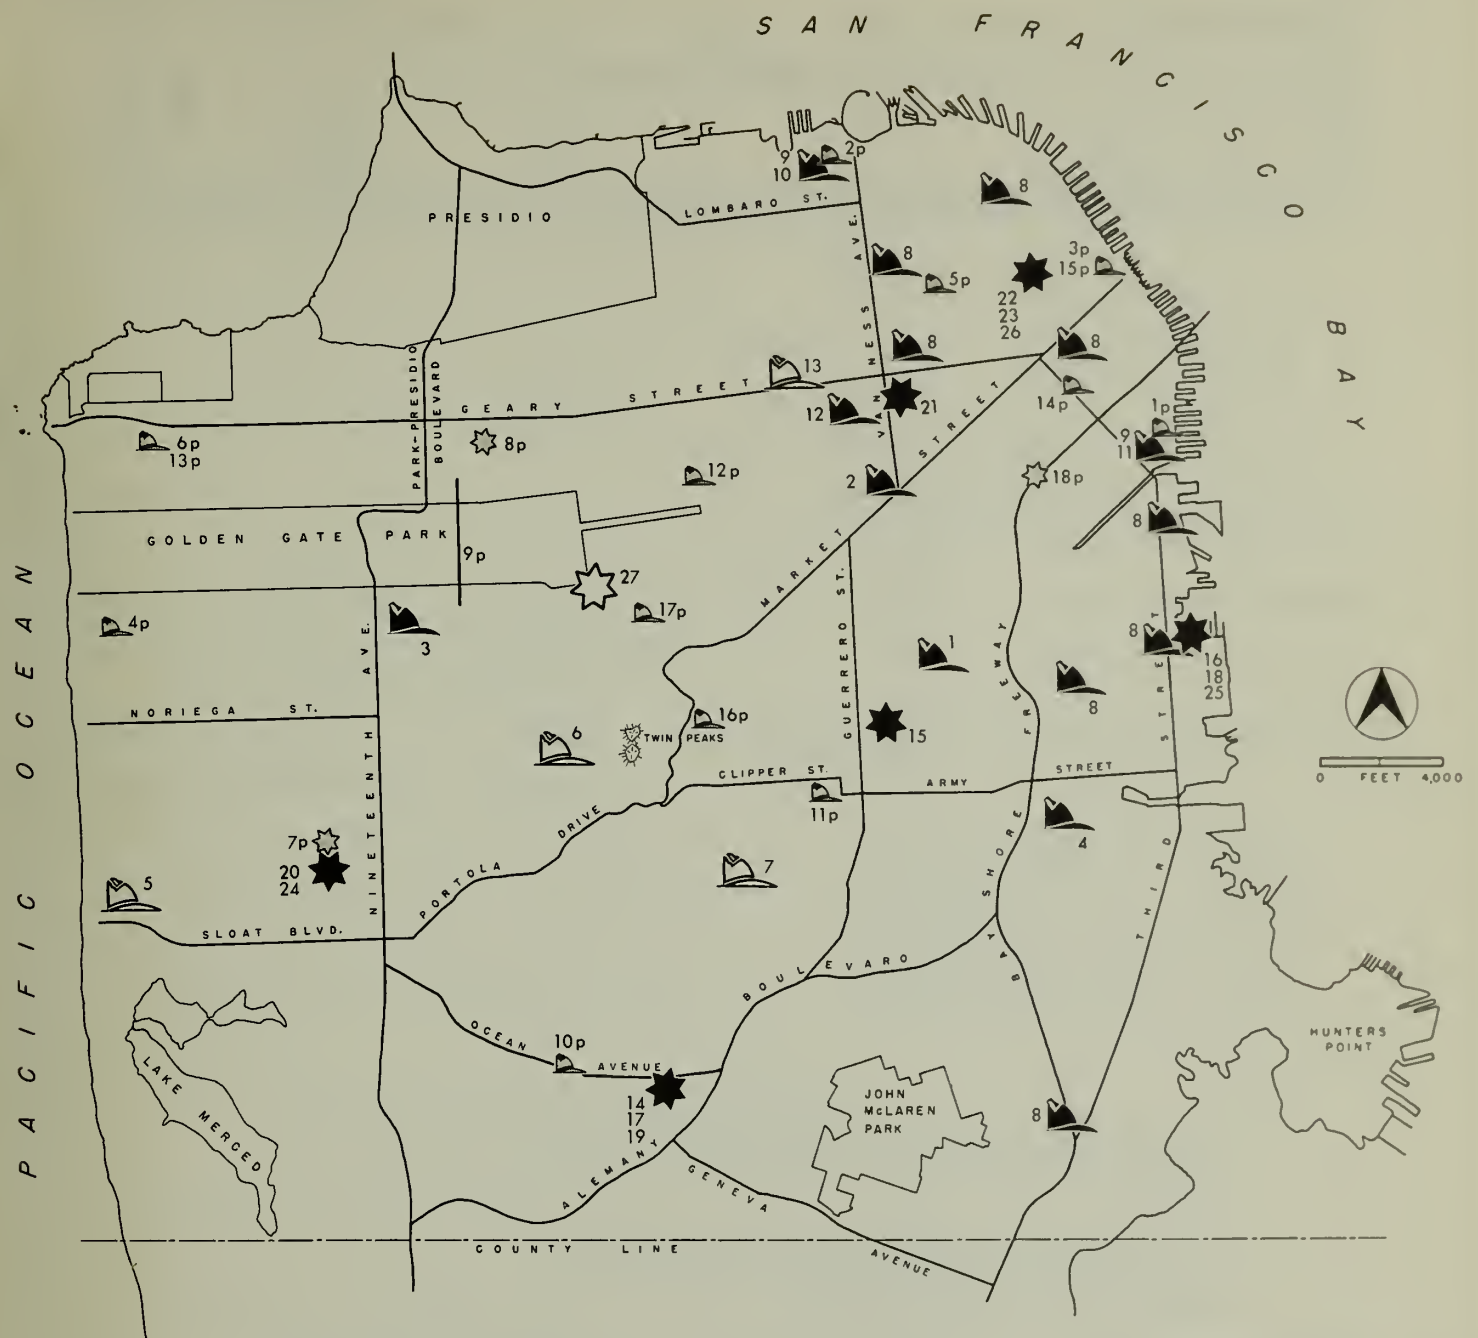 SAN FRANCISCO BAY
PACIFIC OCEAN
PRESIDIO
9
10
2p
8
LOMBARO ST.
VAN NESS AVE.
8
5p
3p
15p
22
23
26
8
8
PARK-PRESIDIO
BOULEVARD
GEARY STREET
13
12
21
14p
1p
9
11
6p
13p
8p
12p
2
MARKET STREET
18p
8
GOLDEN GATE PARK
9p
27
17p
4p
3
GUERRERO ST.
1
8
16
18
25
8
NORIEGA ST.
NINETEENTH AVE.
6
TWIN PEAKS
16p
15
BAY SHORE FREEWAY
THIRD STREET
0 FEET 4,000
CLIPPER ST.
ARMY STREET
11p
4
7p
20
24
5
PORTOLA DRIVE
7
SLOAT BLVD.
ALEMANY BOULEVARO
LAKE MERCED
OCEAN AVENUE
10p
14
17
19
JOHN
McLAREN
PARK
8
HUNTERS
POINT
GENEVA AVENUE
COUNTY LINE